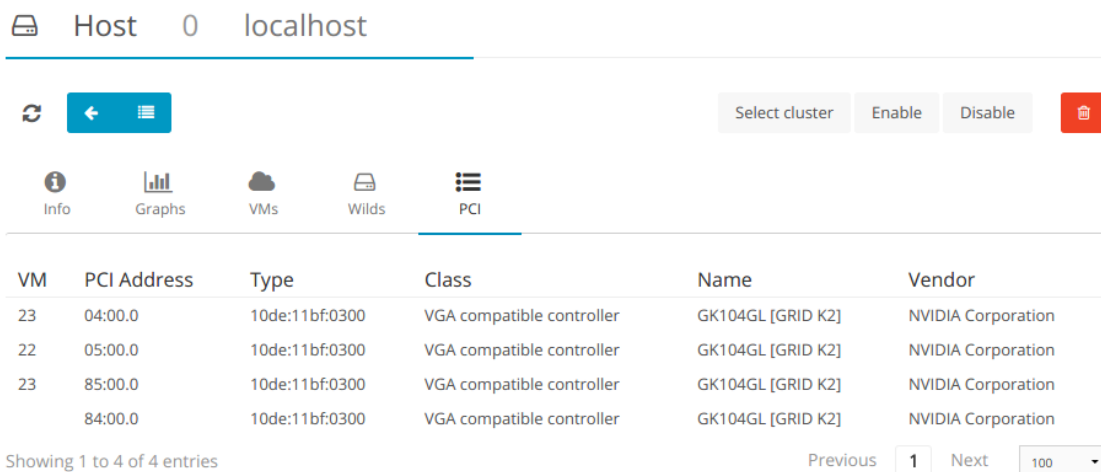 Host 0 localhost
Select cluster Enable Disable
Info Graphs VMs Wilds PCI
VM PCI Address Type Class Name Vendor
23 04:00.0 10de:11bf:0300 VGA compatible controller GK104GL [GRID K2] NVIDIA Corporation
22 05:00.0 10de:11bf:0300 VGA compatible controller GK104GL [GRID K2] NVIDIA Corporation
23 85:00.0 10de:11bf:0300 VGA compatible controller GK104GL [GRID K2] NVIDIA Corporation
84:00.0 10de:11bf:0300 VGA compatible controller GK104GL [GRID K2] NVIDIA Corporation
Showing 1 to 4 of 4 entries Previous 1 Next 100